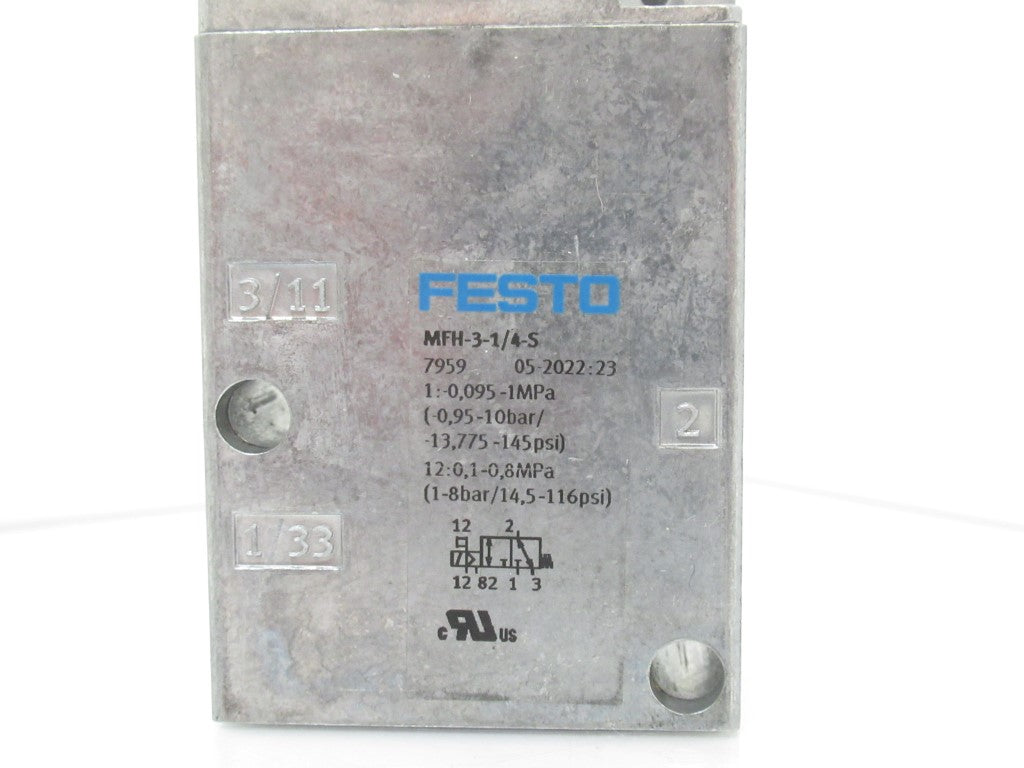 3/11
FESTO
MFH-3-1/4-S
7959 05-2022:23
1:-0,095-1MPa
(-0,95-10bar/
-13,775-145psi)
2
12:0,1-0,8MPa
(1-8bar/14,5-116psi)
1/33
12 2
12 82 1 3
c RU US